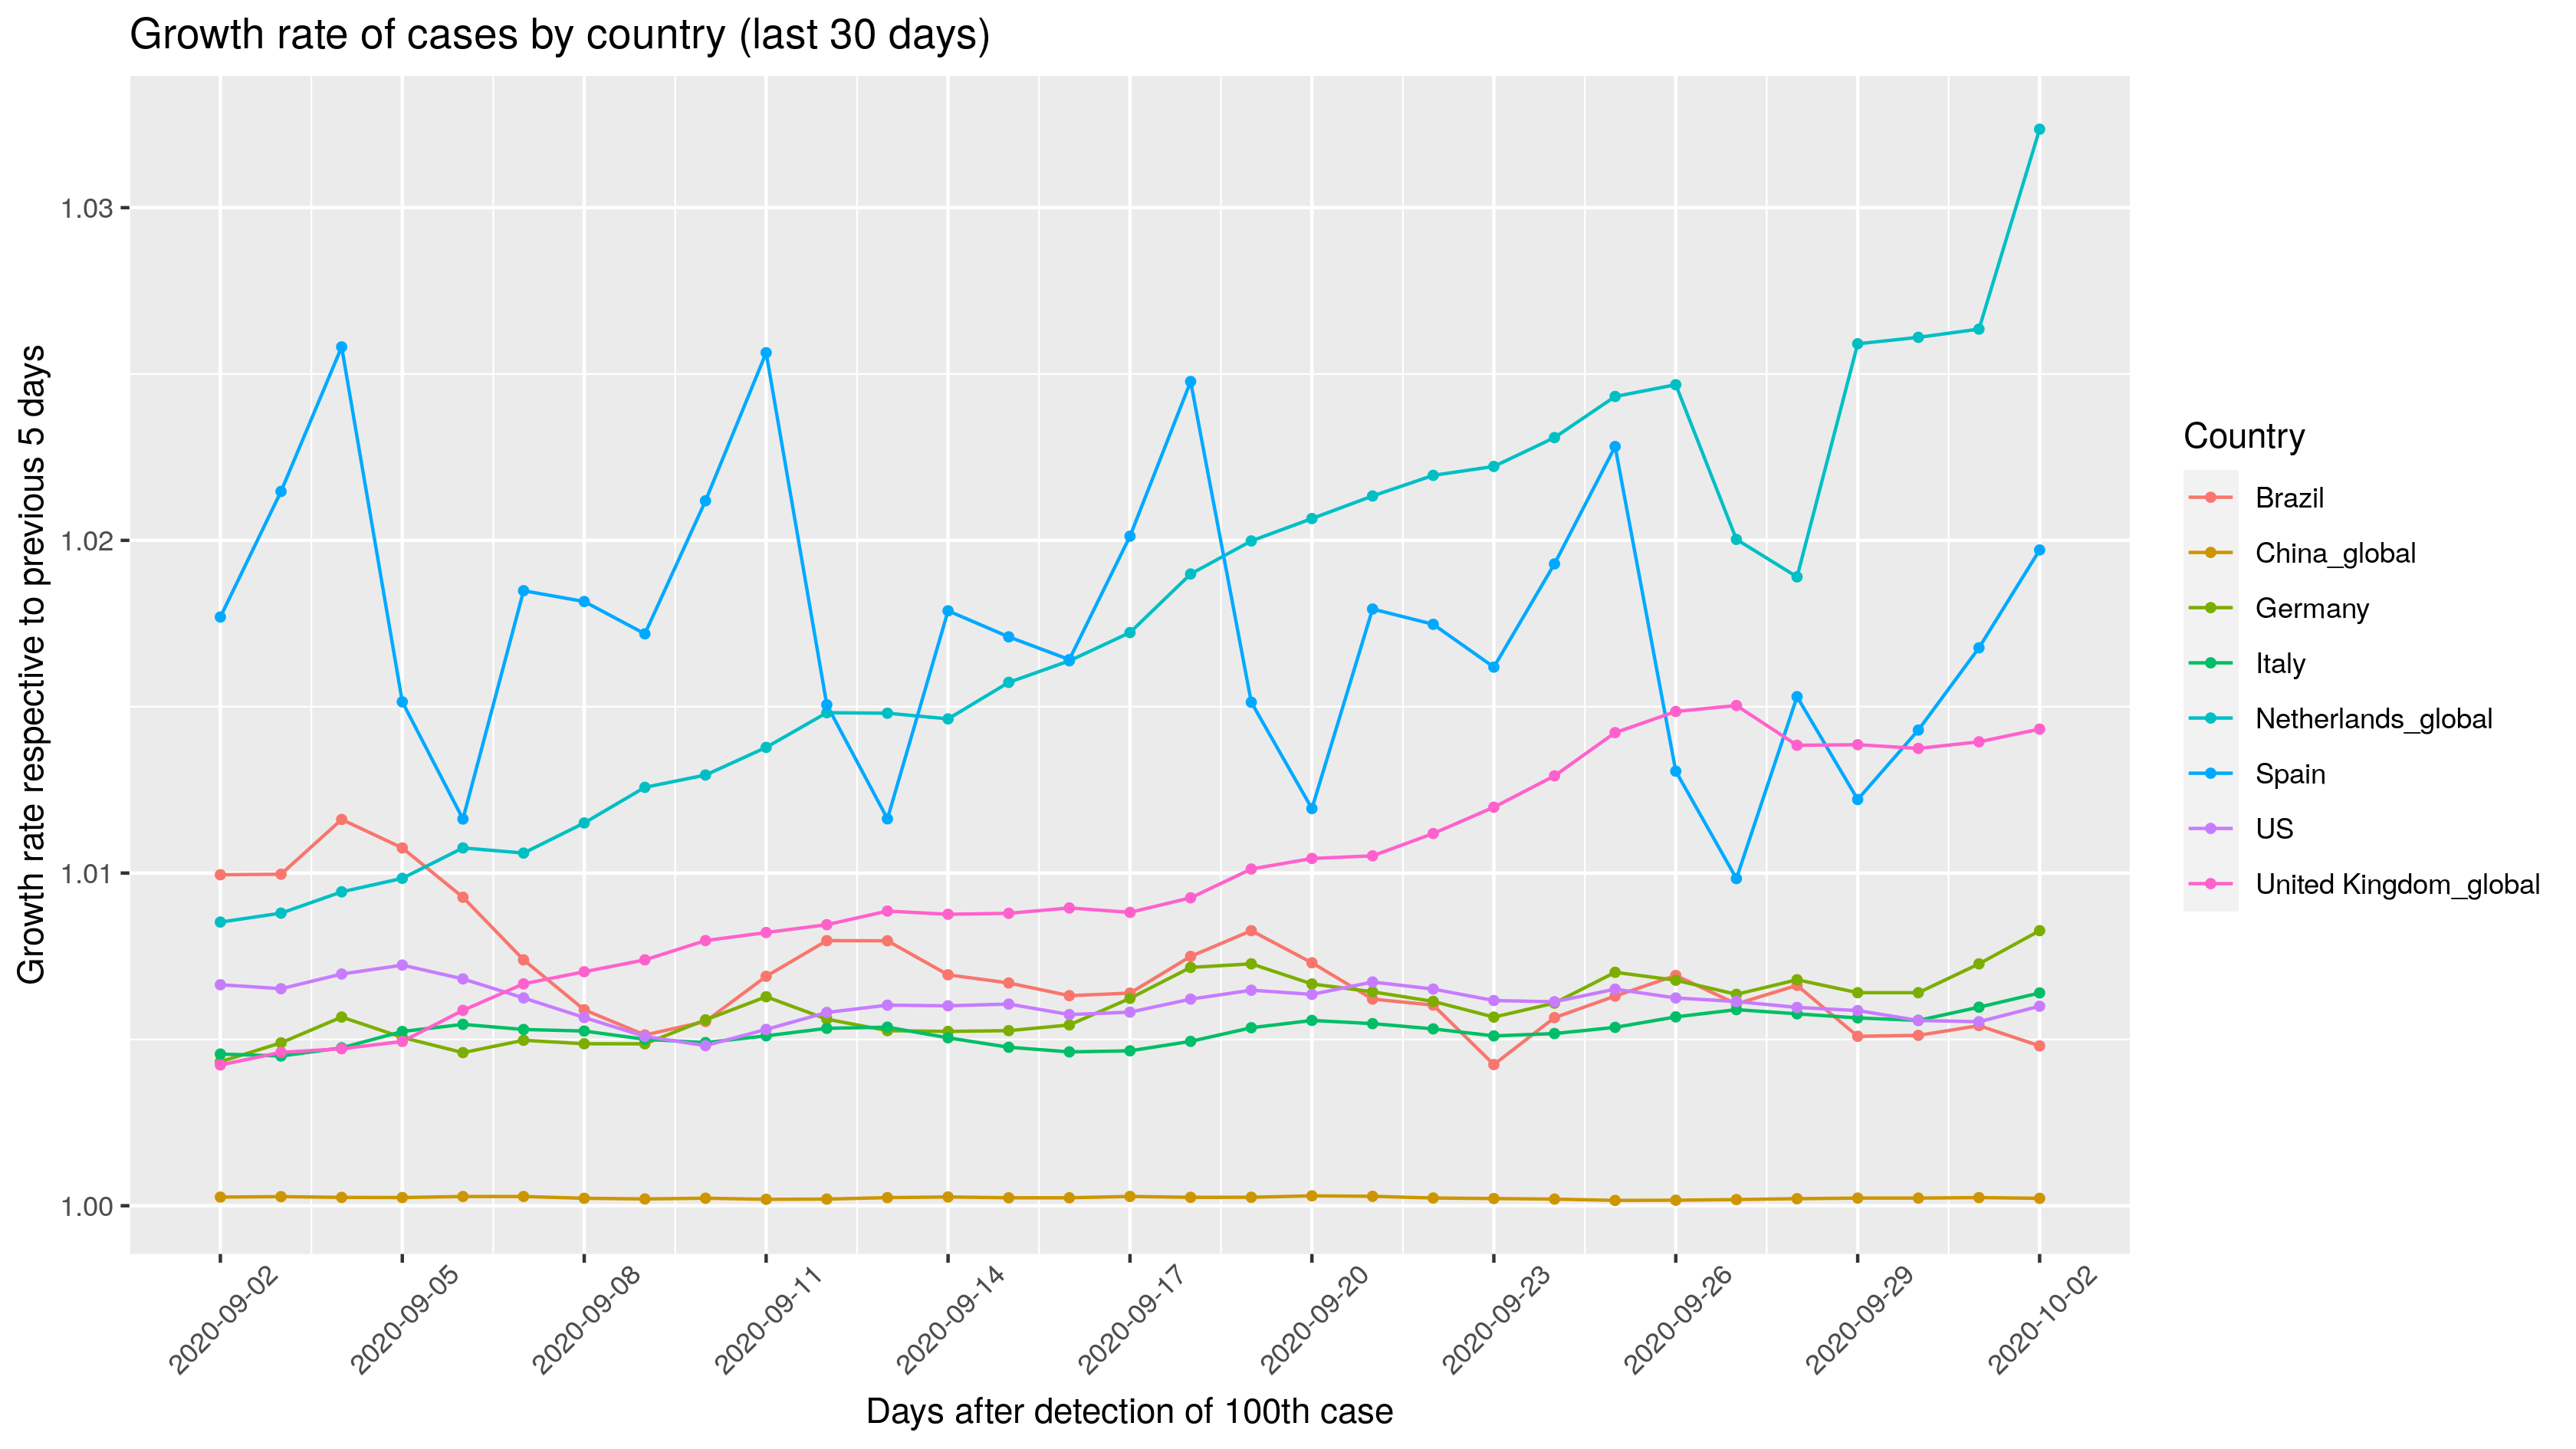 Growth rate of cases by country (last 30 days)
Growth rate respective to previous 5 days
1.03
1.02
1.01
1.00
2020-09-02
2020-09-05
2020-09-08
2020-09-11
2020-09-14
2020-09-17
2020-09-20
2020-09-23
2020-09-26
2020-09-29
2020-10-02
Days after detection of 100th case
Country
Brazil
China_global
Germany
Italy
Netherlands_global
Spain
US
United Kingdom_global